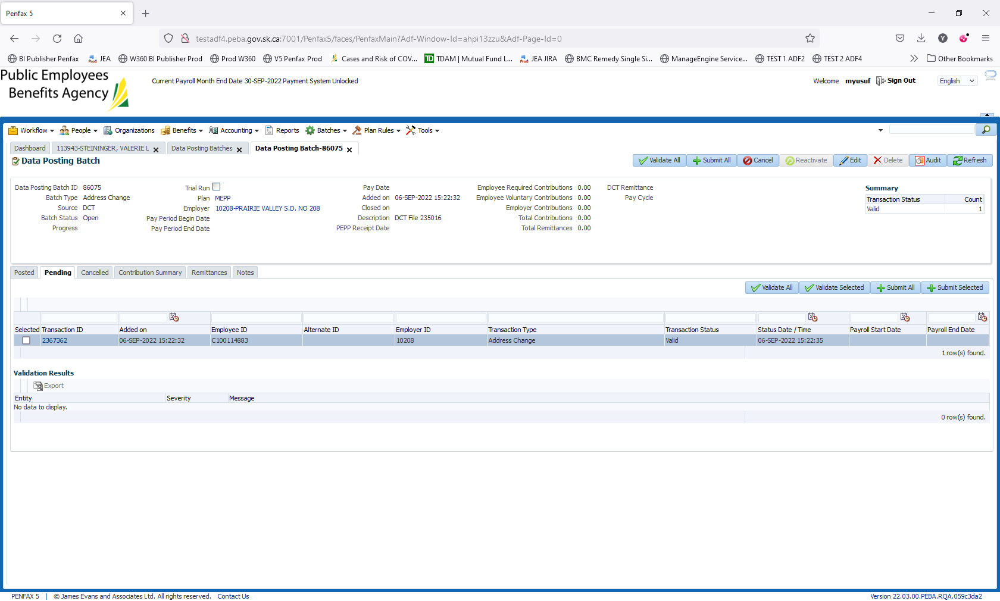 Penfax 5
testadf4.peba.gov.sk.ca:7001/Penfax5/faces/PenfaxMain?Adf-Window-Id=ahpi13zzu&Adf-Page-Id=0
BI Publisher Penfax JEA W360 BI Publisher Prod Prod W360 V5 Penfax Prod Cases and Risk of COV... TDAM | Mutual Fund L... JEA JIRA BMC Remedy Single Si... ManageEngine Service... TEST 1 ADF2 TEST 2 ADF4 Other Bookmarks
Public Employees
Benefits Agency
Current Payroll Month End Date 30-SEP-2022 Payment System Unlocked
Welcome myusuf Sign Out English
Workflow People Organizations Benefits Accounting Reports Batches Plan Rules Tools
Dashboard 113943-STEININGER, VALERIE L Data Posting Batches Data Posting Batch-86075
Data Posting Batch
Validate All Submit All Cancel Reactivate Edit Delete Audit Refresh
Data Posting Batch ID 86075
Batch Type Address Change
Source DCT
Batch Status Open
Progress
Trial Run
Plan MEPP
Employer 10208-PRAIRIE VALLEY S.D. NO 208
Pay Period Begin Date
Pay Period End Date
Pay Date
Added on 06-SEP-2022 15:22:32
Closed on
Description DCT File 235016
PEPP Receipt Date
Employee Required Contributions 0.00
Employee Voluntary Contributions 0.00
Employer Contributions 0.00
Total Contributions 0.00
Total Remittances 0.00
DCT Remittance
Pay Cycle
Summary
Transaction Status Count
Valid 1
Posted Pending Cancelled Contribution Summary Remittances Notes
Validate All Validate Selected Submit All Submit Selected
Selected Transaction ID Added on Employee ID Alternate ID Employer ID Transaction Type Transaction Status Status Date / Time Payroll Start Date Payroll End Date
2367362 06-SEP-2022 15:22:32 C100114883 10208 Address Change Valid 06-SEP-2022 15:22:35
1 row(s) found.
Validation Results
Export
Entity Severity Message
No data to display.
0 row(s) found.
PENFAX 5 | © James Evans and Associates Ltd. All rights reserved. Contact Us
Version 22.03.00.PEBA.RQA.059c3da2